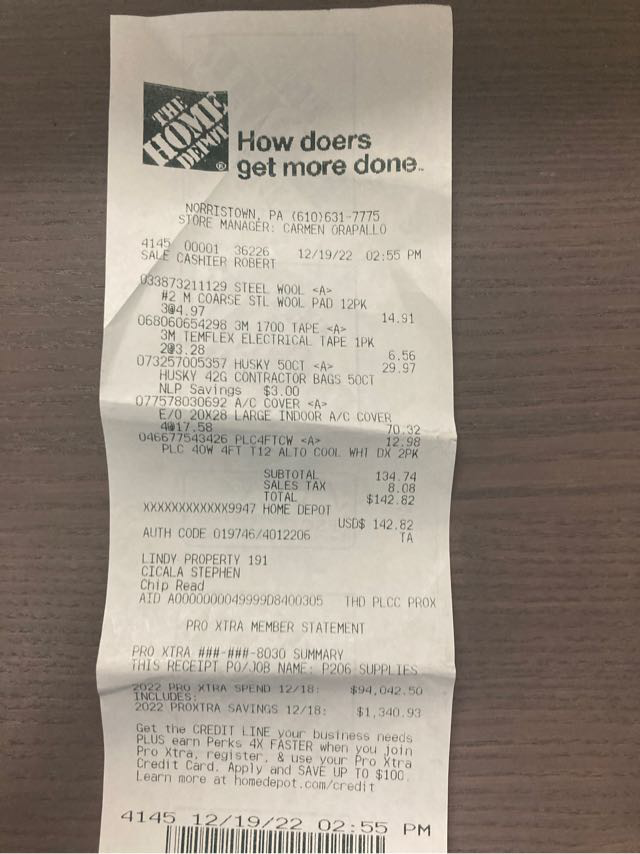 THE
HOME
DEPOT
®
How doers
get more done™
NORRISTOWN, PA (610)631-7775
STORE MANAGER: CARMEN ORAPALLO
4145 00001 36226 12/19/22 02:55 PM
SALE CASHIER ROBERT
033873211129 STEEL WOOL <A>
#2 M COARSE STL WOOL PAD 12PK
3@4.97 14.91
068060654298 3M 1700 TAPE <A>
3M TEMFLEX ELECTRICAL TAPE 1PK
2@3.28 6.56
073257005357 HUSKY 50CT <A> 29.97
HUSKY 42G CONTRACTOR BAGS 50CT
NLP Savings $3.00
077578030692 A/C COVER <A>
E/O 20X28 LARGE INDOOR A/C COVER
4@17.58 70.32
046677543426 PLC4FTCW <A> 12.98
PLC 40W 4FT T12 ALTO COOL WHT DX 2PK
SUBTOTAL 134.74
SALES TAX 8.08
TOTAL $142.82
XXXXXXXXXXXX9947 HOME DEPOT
USD$ 142.82
AUTH CODE 019746/4012206 TA
LINDY PROPERTY 191
CICALA STEPHEN
Chip Read
AID A0000000049999D8400305 THD PLCC PROX
PRO XTRA MEMBER STATEMENT
PRO XTRA ###-###-8030 SUMMARY
THIS RECEIPT PO/JOB NAME: P206 SUPPLIES
2022 PRO XTRA SPEND 12/18: $94,042.50
INCLUDES:
2022 PROXTRA SAVINGS 12/18: $1,340.93
Get the CREDIT LINE your business needs
PLUS earn Perks 4X FASTER when you join
Pro Xtra, register, & use your Pro Xtra
Credit Card. Apply and SAVE UP TO $100.
Learn more at homedepot.com/credit
4145 12/19/22 02:55 PM